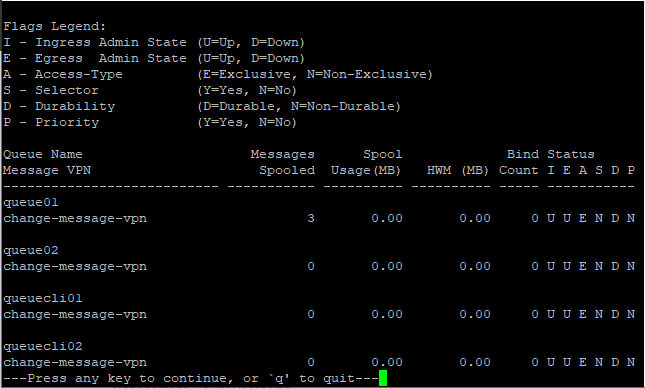 Flags Legend:
I - Ingress Admin State (U=Up, D=Down)
E - Egress  Admin State (U=Up, D=Down)
A - Access-Type         (E=Exclusive, N=Non-Exclusive)
S - Selector            (Y=Yes, N=No)
D - Durability          (D=Durable, N=Non-Durable)
P - Priority            (Y=Yes, N=No)
Queue Name                     Messages      Spool             Bind Status
Message VPN                     Spooled  Usage(MB)   HWM (MB) Count I E A S D P
--------------------------- ----------- ---------- ---------- ----- -----------
queue01
change-message-vpn                    3       0.00       0.00     0 U U E N D N
queue02
change-message-vpn                    0       0.00       0.00     0 U U E N D N
queuecli01
change-message-vpn                    0       0.00       0.00     0 U U E N D N
queuecli02
change-message-vpn                    0       0.00       0.00     0 U U E N D N
---Press any key to continue, or `q' to quit---